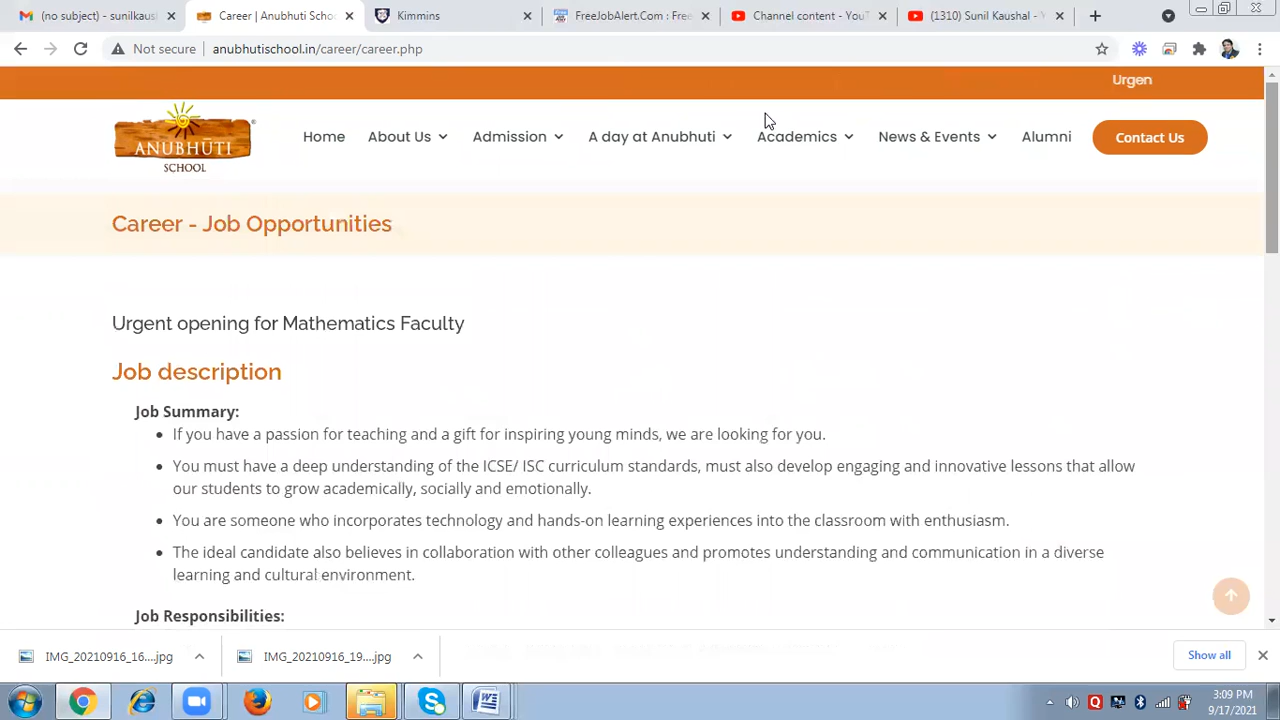 (no subject) - sunilkaus
Career | Anubhuti Scho
Kimmins
FreeJobAlert.Com : Free
Channel content - YouT
(1310) Sunil Kaushal - Y
Not secure
anubhutischool.in/career/career.php
Urgen
ANUBHUTI
SCHOOL
Home
About Us
Admission
A day at Anubhuti
Academics
News & Events
Alumni
Contact Us
Career - Job Opportunities
Urgent opening for Mathematics Faculty
Job description
Job Summary:
If you have a passion for teaching and a gift for inspiring young minds, we are looking for you.
You must have a deep understanding of the ICSE/ ISC curriculum standards, must also develop engaging and innovative lessons that allow
our students to grow academically, socially and emotionally.
You are someone who incorporates technology and hands-on learning experiences into the classroom with enthusiasm.
The ideal candidate also believes in collaboration with other colleagues and promotes understanding and communication in a diverse
learning and cultural environment.
Job Responsibilities:
IMG_20210916_16....jpg
IMG_20210916_19....jpg
Show all
3:09 PM
9/17/2021